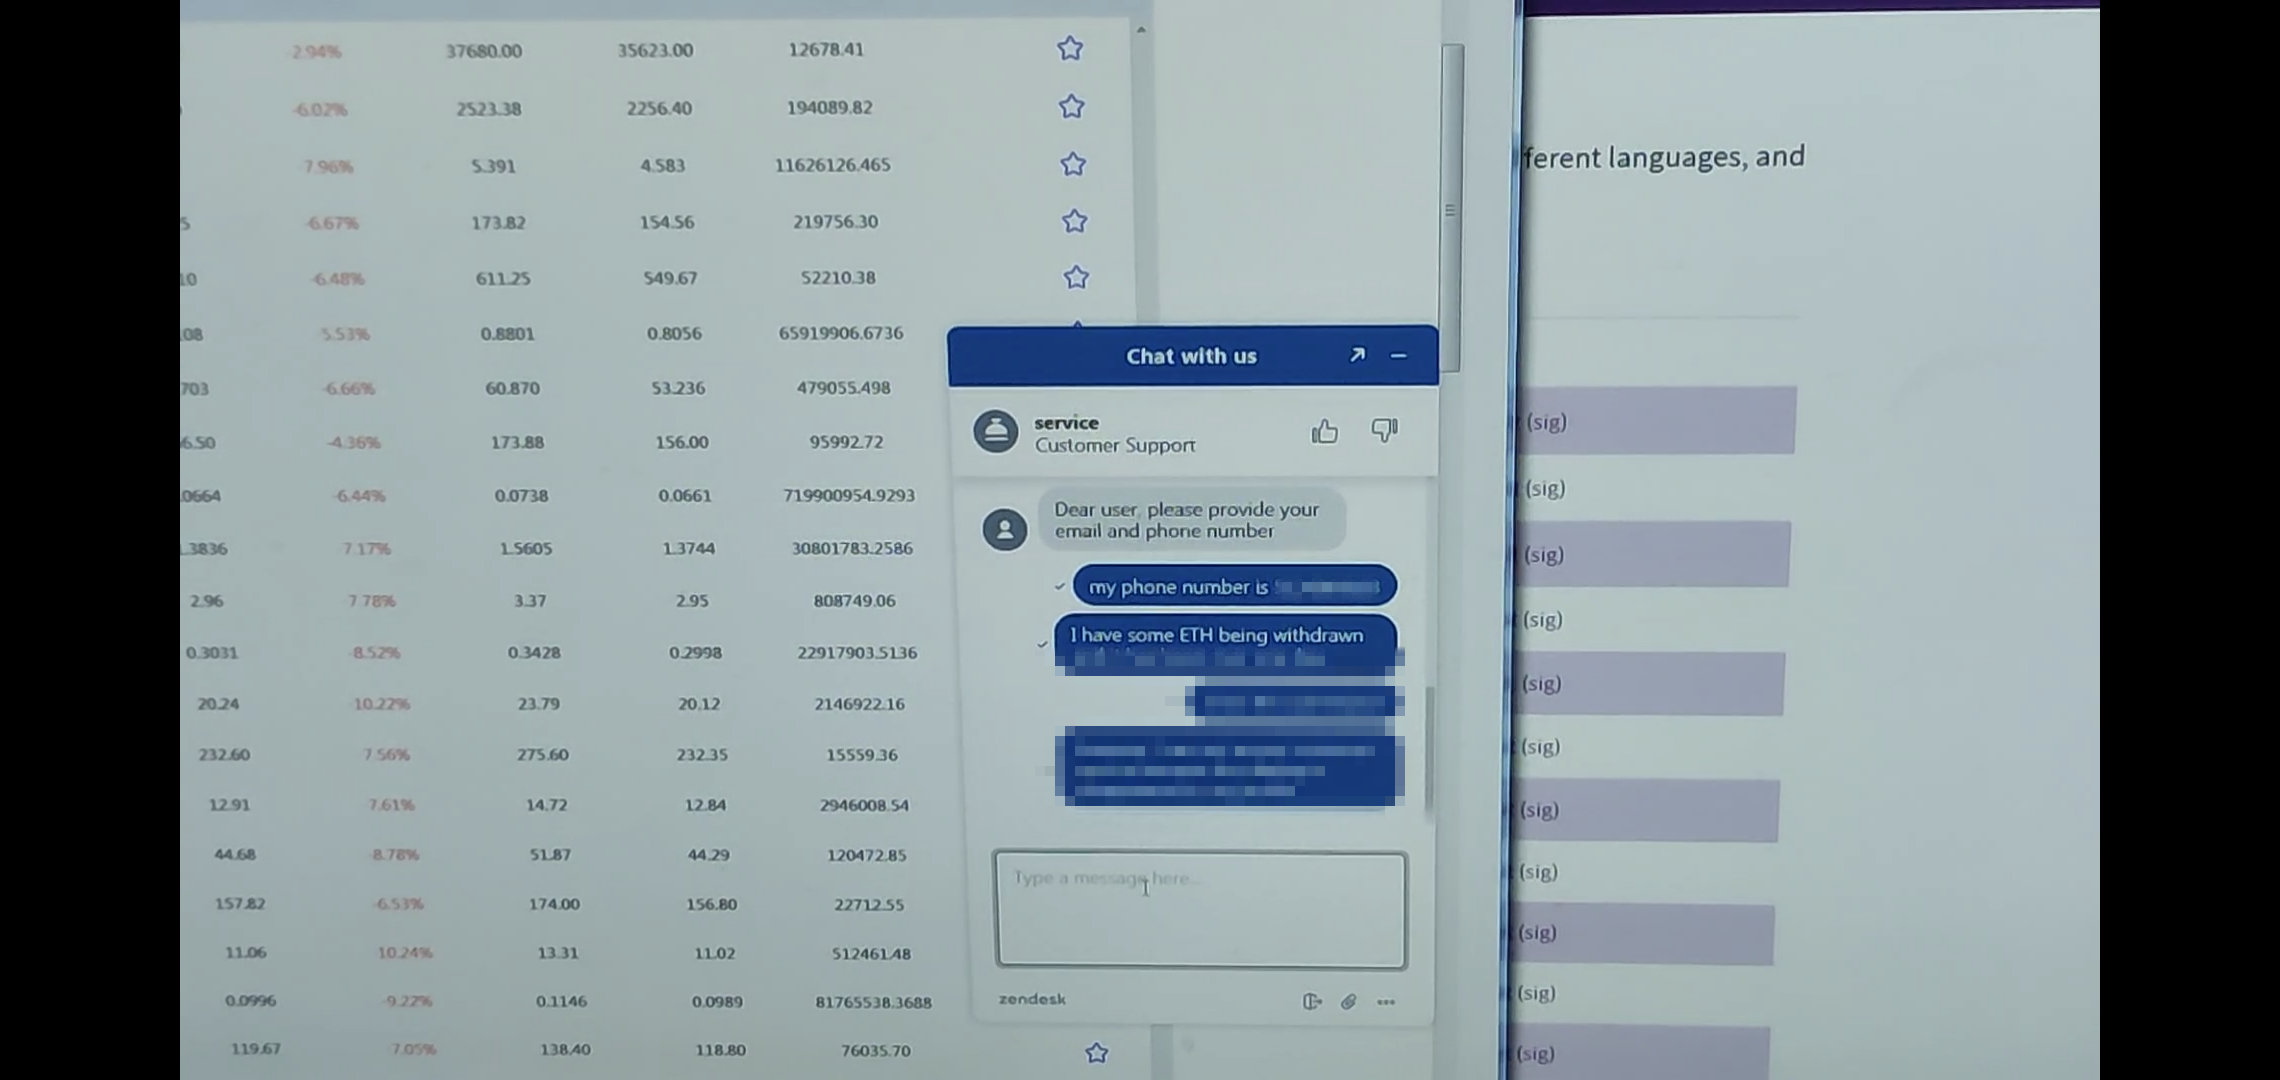 2.94% 37680.00 35623.00 12678.41
-6.02% 2523.38 2256.40 194089.82
-7.96% 5.391 4.583 11626126.465
ferent languages, and
5 -6.67% 173.82 154.56 219756.30
10 -6.48% 611.25 549.67 52210.38
.08 5.53% 0.8801 0.8056 65919906.6736
Chat with us
703 -6.66% 60.870 53.236 479055.498
service
Customer Support
(sig)
6.50 -4.36% 173.88 156.00 95992.72
.0664 -6.44% 0.0738 0.0661 719900954.9293
(sig)
Dear user, please provide your
email and phone number
.3836 -7.17% 1.5605 1.3744 30801783.2586
(sig)
my phone number is
2.96 7.78% 3.37 2.95 808749.06
(sig)
I have some ETH being withdrawn
0.3031 -8.52% 0.3428 0.2998 22917903.5136
(sig)
20.24 10.22% 23.79 20.12 2146922.16
232.60 7.56% 275.60 232.35 15559.36
(sig)
12.91 7.61% 14.72 12.84 2946008.54
(sig)
44.68 -8.78% 51.87 44.29 120472.85
Type a message here...
(sig)
157.82 -6.53% 174.00 156.80 22712.55
(sig)
11.06 10.24% 13.31 11.02 512461.48
0.0996 -9.22% 0.1146 0.0989 81765538.3688
zendesk
(sig)
119.67 7.05% 138.40 118.80 76035.70
(sig)